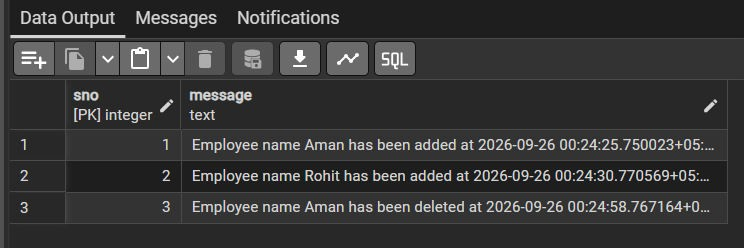 Data Output Messages Notifications
SQL
sno message
[PK] integer text
1 1 Employee name Aman has been added at 2026-09-26 00:24:25.750023+05:...
2 2 Employee name Rohit has been added at 2026-09-26 00:24:30.770569+05:...
3 3 Employee name Aman has been deleted at 2026-09-26 00:24:58.767164+0...